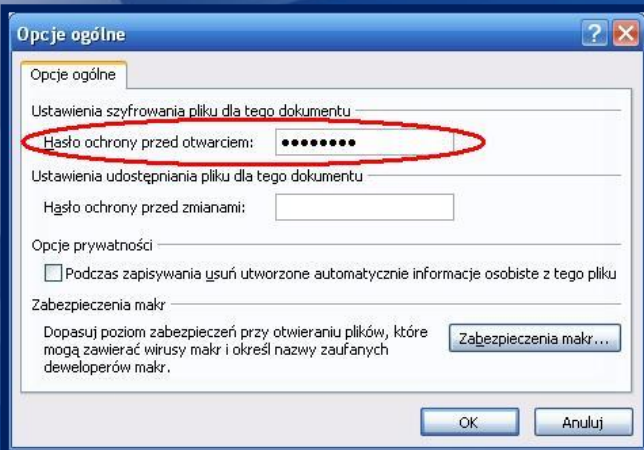 Opcje ogólne
Opcje ogólne
Ustawienia szyfrowania pliku dla tego dokumentu
Hasło ochrony przed otwarciem: ••••••••
Ustawienia udostępniania pliku dla tego dokumentu
Hasło ochrony przed zmianami:
Opcje prywatności
Podczas zapisywania usuń utworzone automatycznie informacje osobiste z tego pliku
Zabezpieczenia makr
Dopasuj poziom zabezpieczeń przy otwieraniu plików, które
mogą zawierać wirusy makr i określ nazwy zaufanych
deweloperów makr.
Zabezpieczenia makr...
OK Anuluj